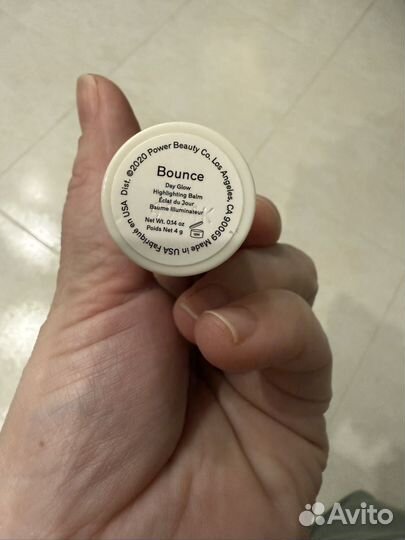 Dist. ©2020 Power Beauty Co. Los Angeles, CA 90069 Made in USA Fabriqué en USA
Bounce
Day Glow
Highlighting Balm
Éclat du Jour
Baume Illuminateur
Net Wt. 0.14 oz
Poids Net 4 g
Avito